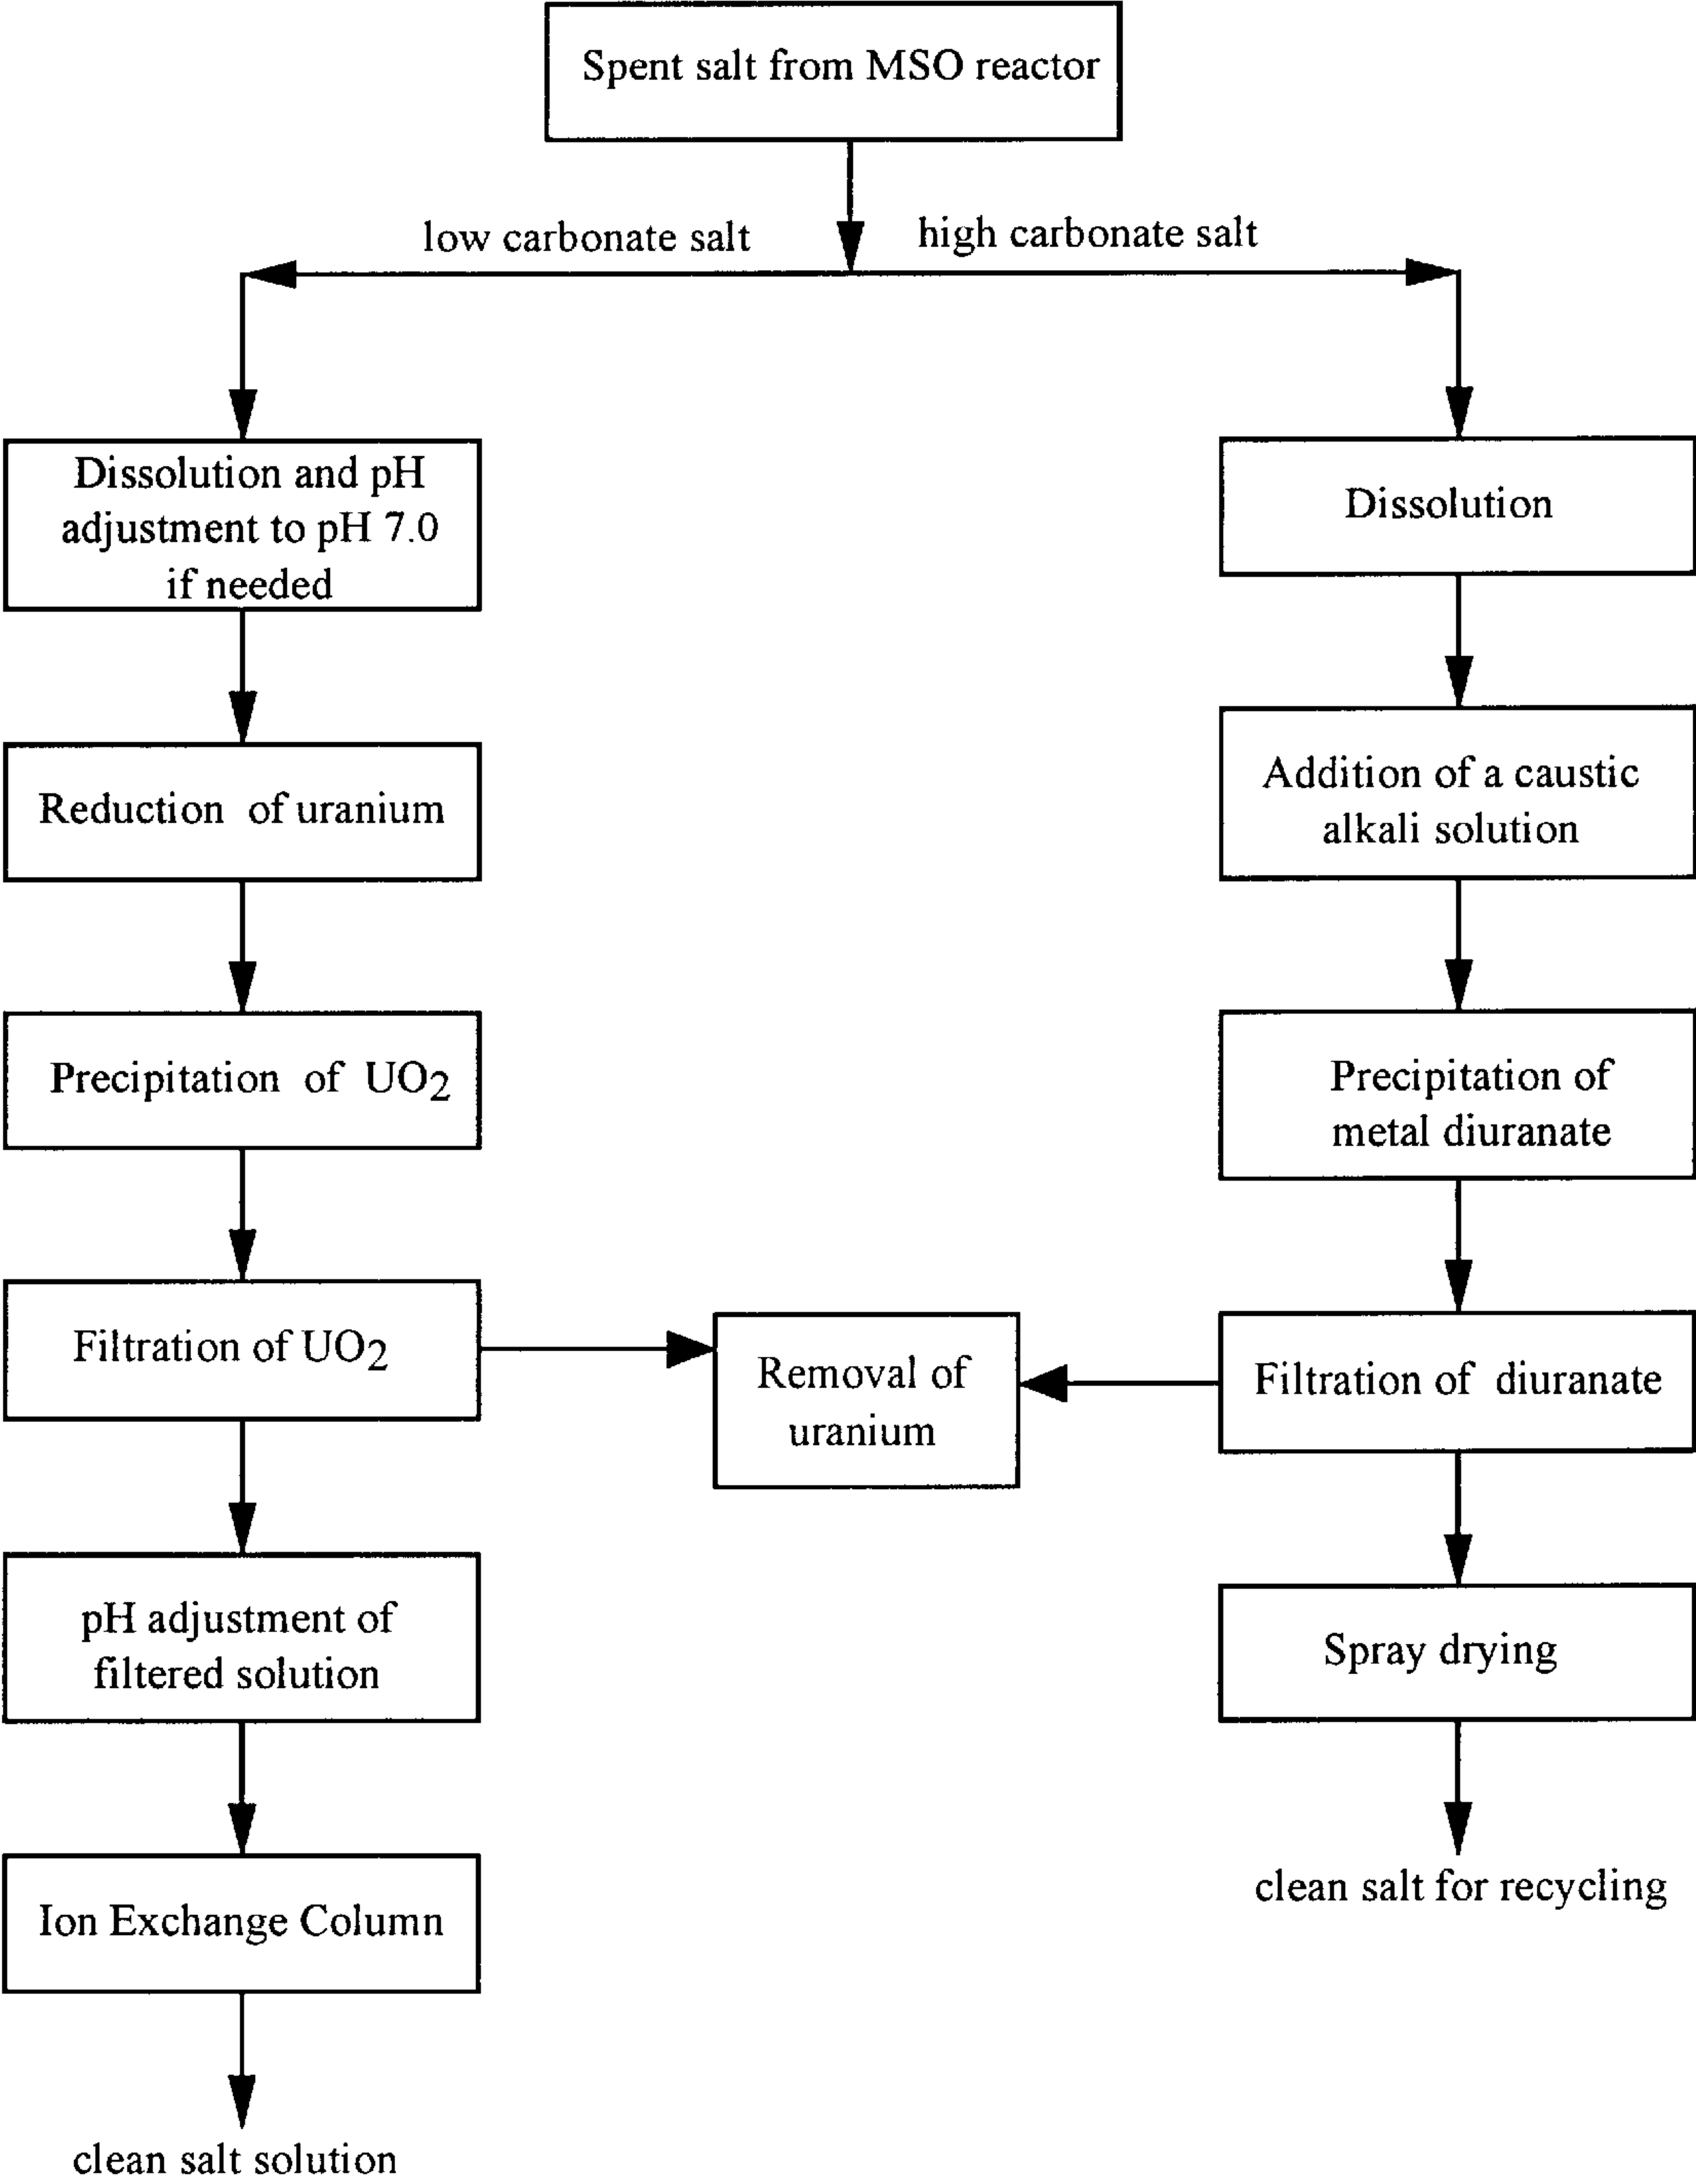 Spent salt from MSO reactor
low carbonate salt
high carbonate salt
Dissolution and pH
adjustment to pH 7.0
if needed
Reduction of uranium
Precipitation of UO2
Filtration of UO2
pH adjustment of
filtered solution
Ion Exchange Column
clean salt solution
Removal of
uranium
Dissolution
Addition of a caustic
alkali solution
Precipitation of
metal diuranate
Filtration of diuranate
Spray drying
clean salt for recycling